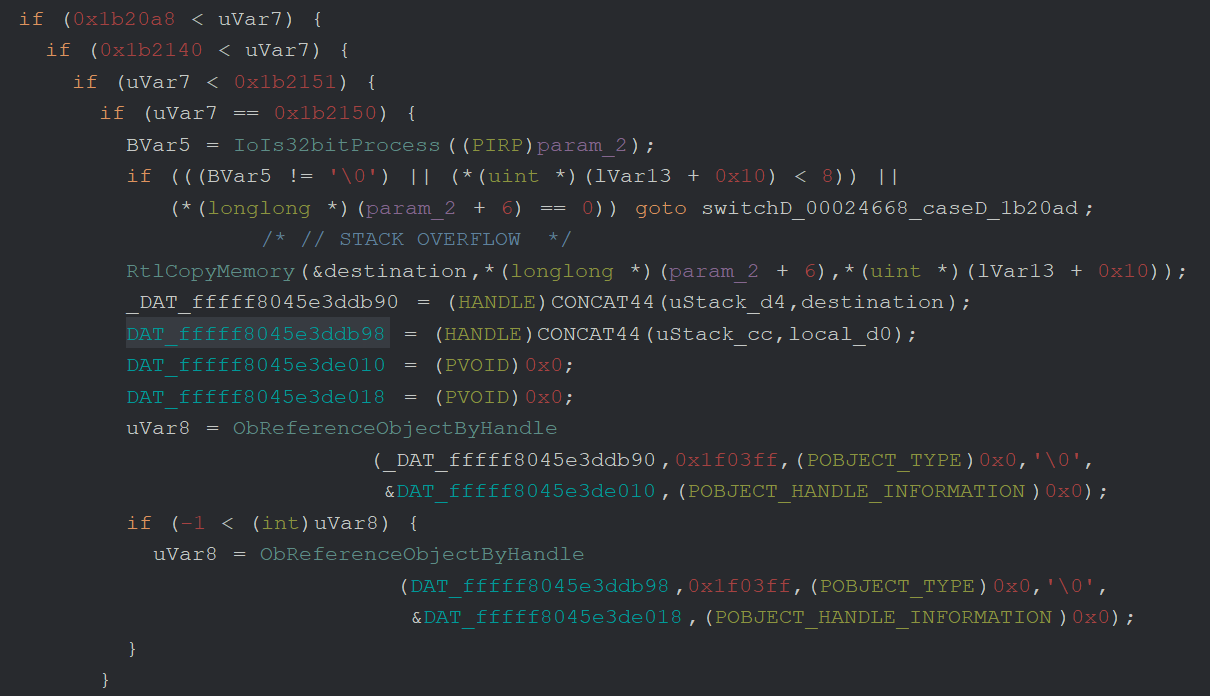 if (0x1b20a8 < uVar7) {
if (0x1b2140 < uVar7) {
if (uVar7 < 0x1b2151) {
if (uVar7 == 0x1b2150) {
BVar5 = IoIs32bitProcess((PIRP)param_2);
if (((BVar5 != '\0') || (*(uint *)(lVar13 + 0x10) < 8)) ||
(*(longlong *)(param_2 + 6) == 0)) goto switchD_00024668_caseD_1b20ad;
/* // STACK OVERFLOW */
RtlCopyMemory(&destination,*(longlong *)(param_2 + 6),*(uint *)(lVar13 + 0x10));
_DAT_fffff8045e3ddb90 = (HANDLE)CONCAT44(uStack_d4,destination);
DAT_fffff8045e3ddb98 = (HANDLE)CONCAT44(uStack_cc,local_d0);
DAT_fffff8045e3de010 = (PVOID)0x0;
DAT_fffff8045e3de018 = (PVOID)0x0;
uVar8 = ObReferenceObjectByHandle
(_DAT_fffff8045e3ddb90,0x1f03ff,(POBJECT_TYPE)0x0,'\0',
&DAT_fffff8045e3de010,(POBJECT_HANDLE_INFORMATION)0x0);
if (-1 < (int)uVar8) {
uVar8 = ObReferenceObjectByHandle
(DAT_fffff8045e3ddb98,0x1f03ff,(POBJECT_TYPE)0x0,'\0',
&DAT_fffff8045e3de018,(POBJECT_HANDLE_INFORMATION)0x0);
}
}